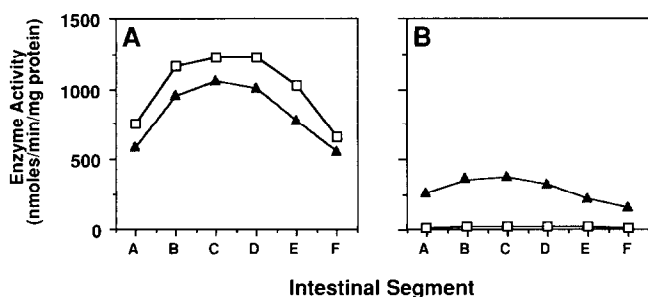 Enzyme Activity
(nmoles/min/mg protein)
1500
1000
500
0
A
A B C D E F
B
A B C D E F
Intestinal Segment